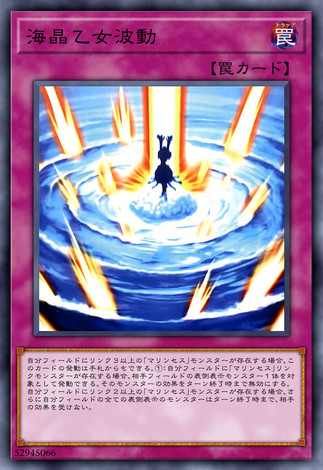 海晶乙女波動
トラップ
罠
【罠カード】
自分フィールドにリンク3以上の「マリンセス」モンスターが存在する場合、こ
のカードの発動は手札からもできる。①:自分フィールドに「マリンセス」リン
クモンスターが存在する場合、相手フィールドの表側表示モンスター1体を対
象として発動できる。そのモンスターの効果をターン終了時まで無効にする。
自分フィールドにリンク2以上の「マリンセス」モンスターが存在する場合、さ
らに自分フィールドの全ての表側表示のモンスターはターン終了時まで、相手
の効果を受けない。
S294S066